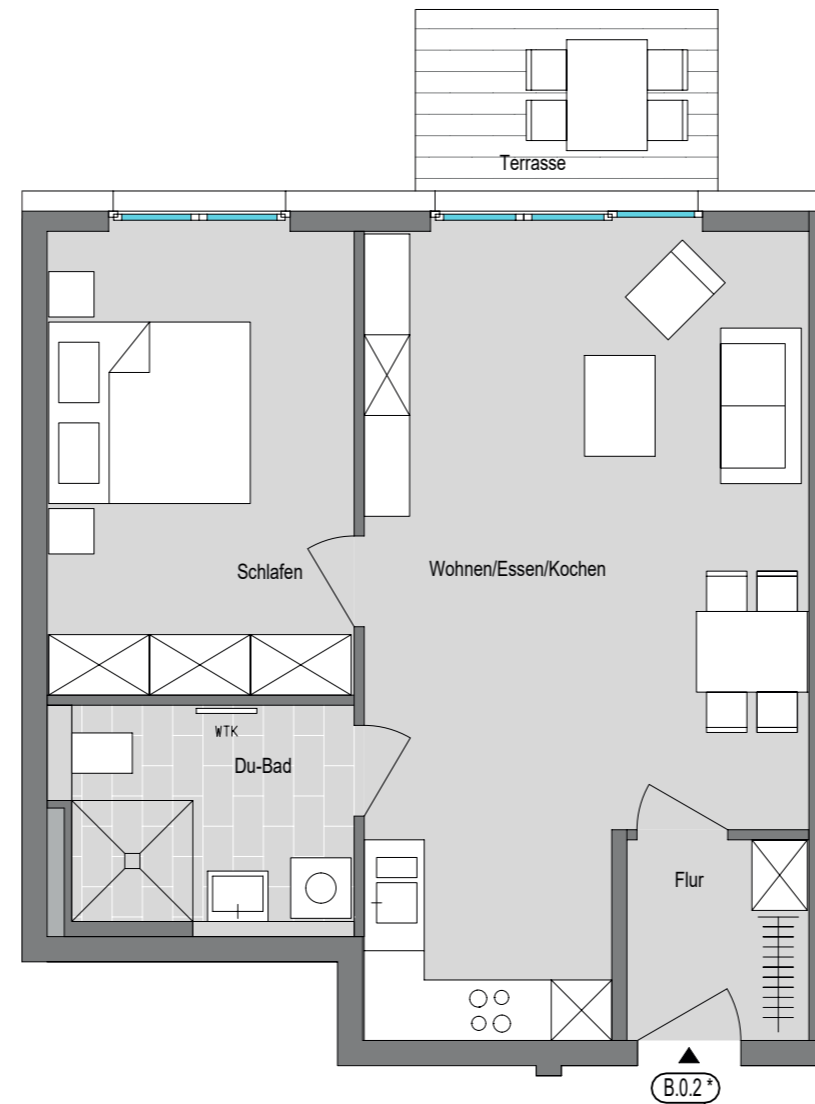 Terrasse
Schlafen
Wohnen/Essen/Kochen
WTK
Du-Bad
Flur
B.0.2 *